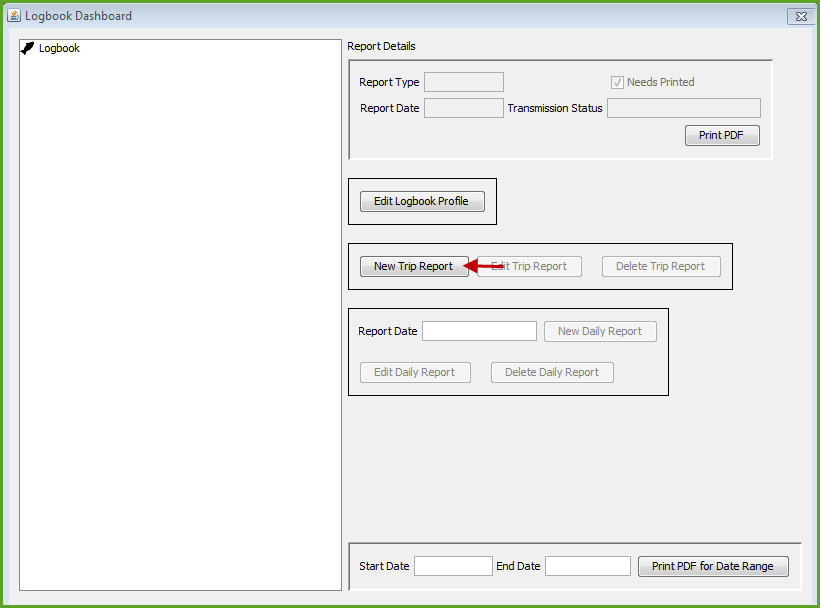 Logbook Dashboard
Logbook
Report Details
Report Type
Needs Printed
Report Date
Transmission Status
Print PDF
Edit Logbook Profile
New Trip Report
Edit Trip Report
Delete Trip Report
Report Date
New Daily Report
Edit Daily Report
Delete Daily Report
Start Date
End Date
Print PDF for Date Range